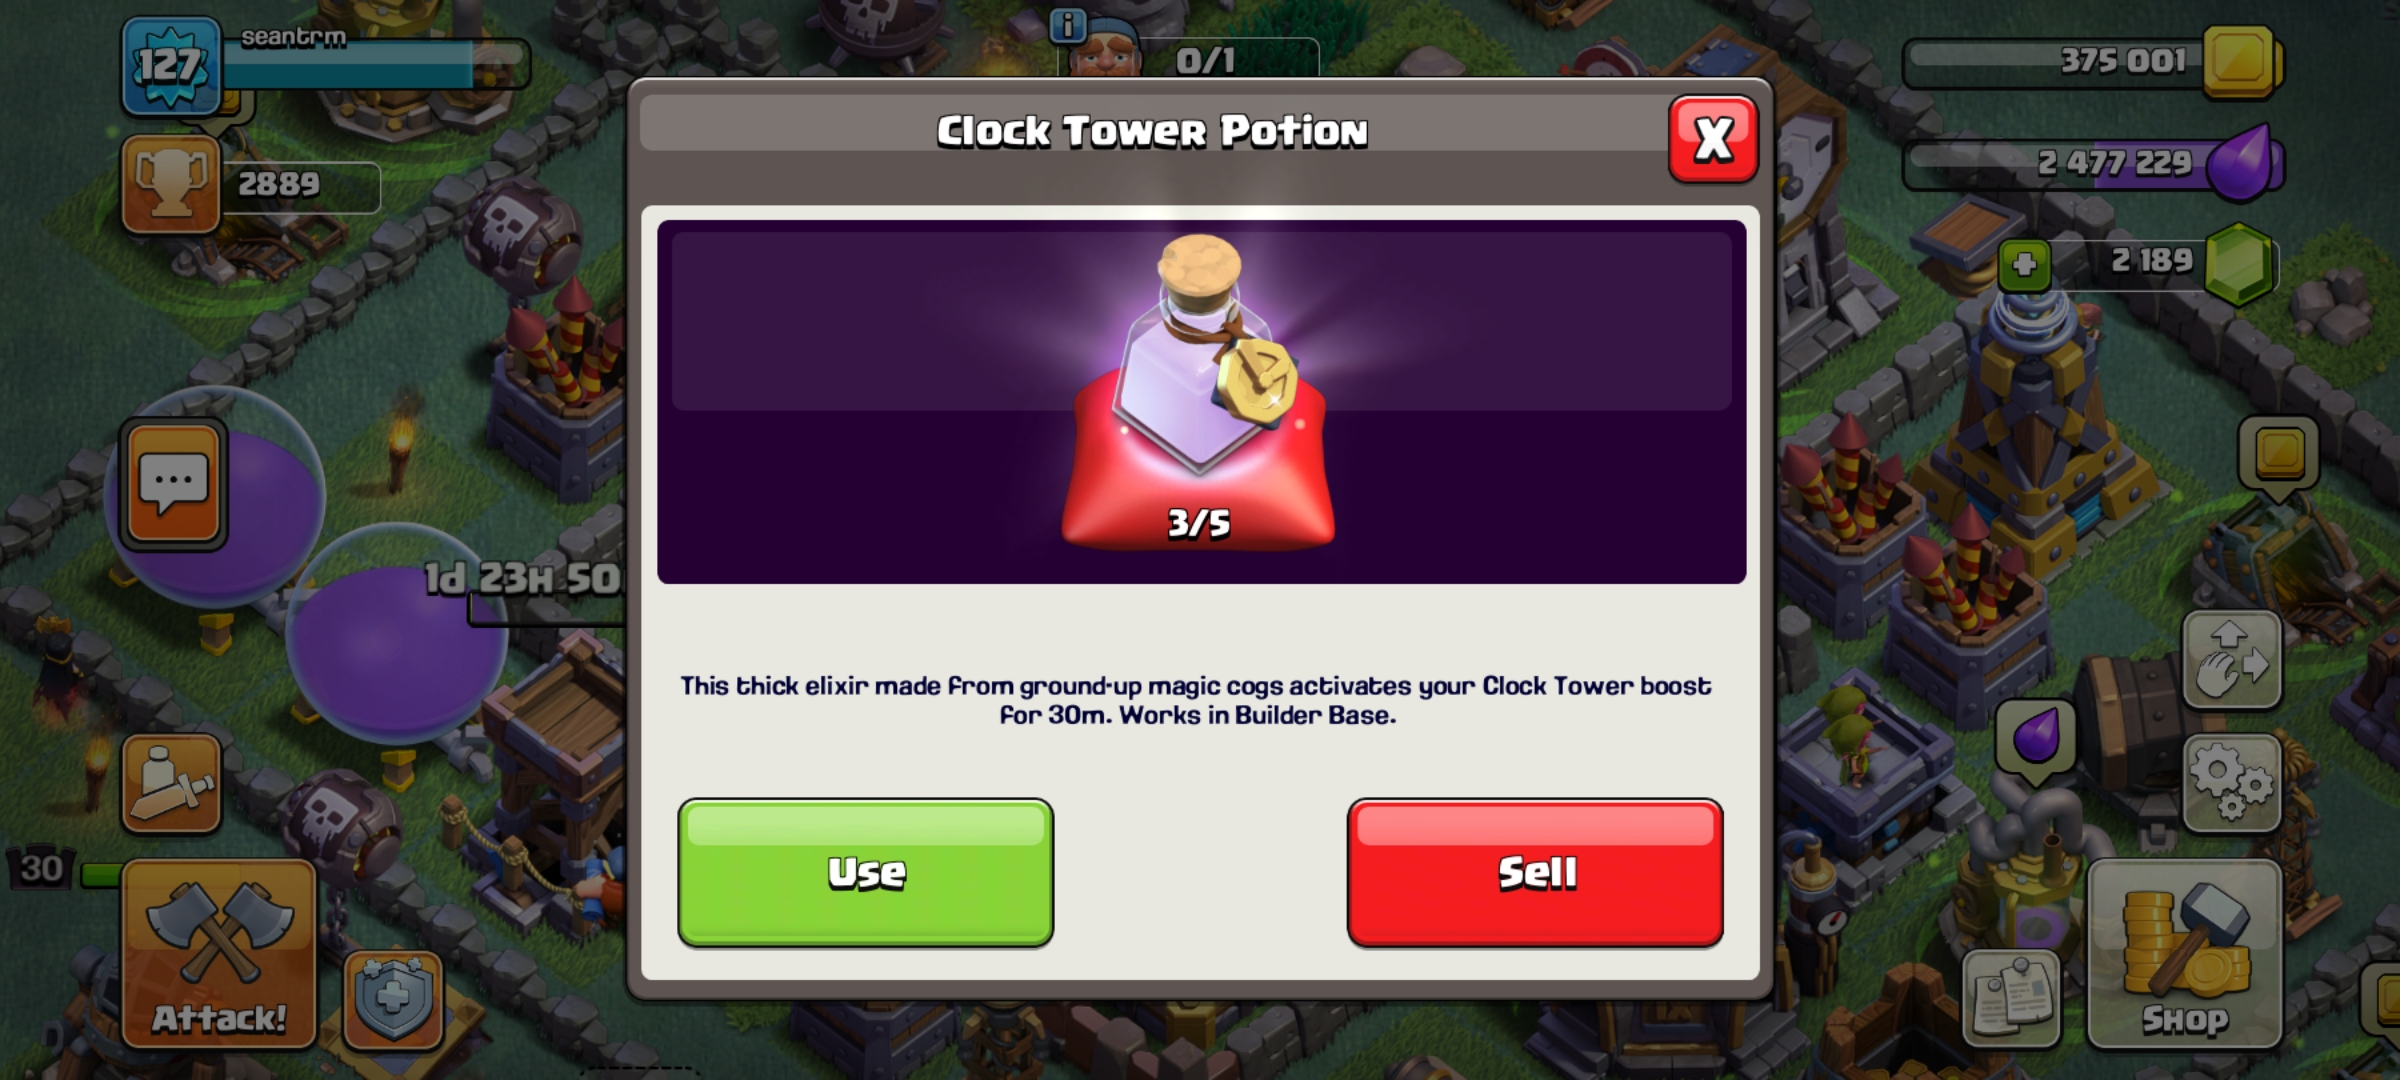 127
seantrm
i
0/1
375 001
Clock Tower Potion
X
2889
2 477 229
2 189
3/5
1d 23H 50
This thick elixir made from ground-up magic cogs activates your Clock Tower boost
for 30m. Works in Builder Base.
30
Use
Sell
Attack!
Shop